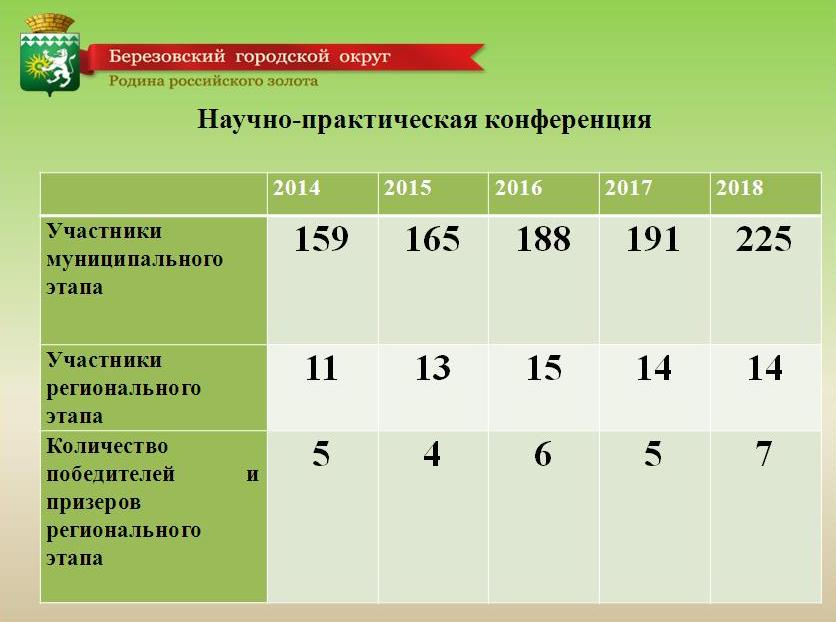 Березовский городской округ
Родина российского золота
Научно-практическая конференция
2014 2015 2016 2017 2018
Участники
муниципального
этапа
159 165 188 191 225
Участники
регионального
этапа
11 13 15 14 14
Количество
победителей и
призеров
регионального
этапа
5 4 6 5 7